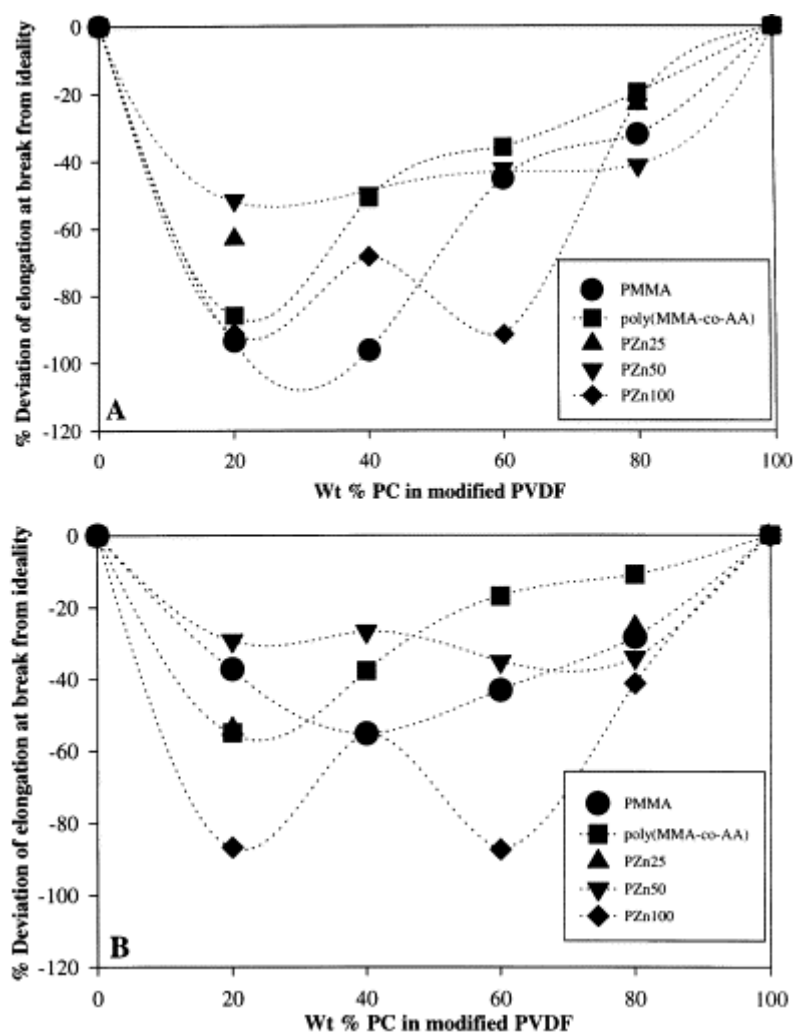 % Deviation of elongation at break from ideality
0
-20
-40
-60
-80
-100
-120
A
PMMA
poly(MMA-co-AA)
PZn25
PZn50
PZn100
0 20 40 60 80 100
Wt % PC in modified PVDF
% Deviation of elongation at break from ideality
0
-20
-40
-60
-80
-100
-120
B
PMMA
poly(MMA-co-AA)
PZn25
PZn50
PZn100
0 20 40 60 80 100
Wt % PC in modified PVDF